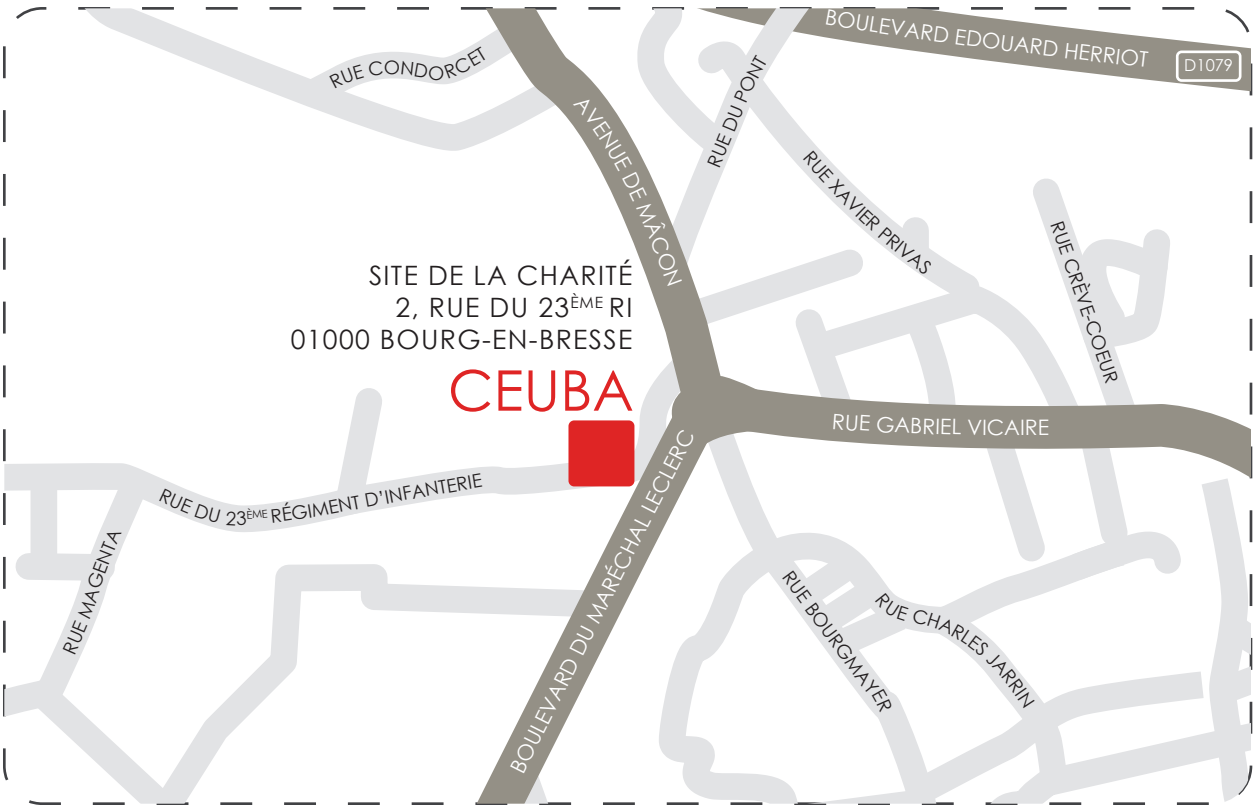 BOULEVARD EDOUARD HERRIOT
D1079
RUE CONDORCET
RUE DU PONT
AVENUE DE MÂCON
RUE XAVIER PRIVAS
RUE CRÈVE-COEUR
SITE DE LA CHARITÉ
2, RUE DU 23ÈME RI
01000 BOURG-EN-BRESSE
CEUBA
RUE GABRIEL VICAIRE
RUE DU 23ÈME RÉGIMENT D'INFANTERIE
BOULEVARD DU MARÉCHAL LECLERC
RUE MAGENTA
RUE BOURGMAYER
RUE CHARLES JARRIN